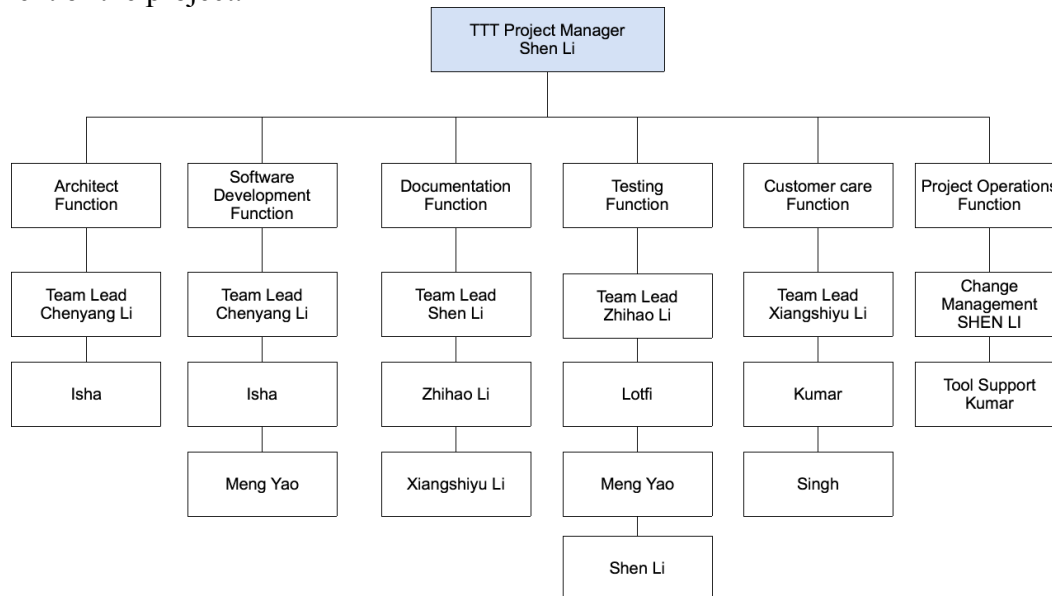 TTT Project Manager
Shen Li
Architect
Function
Software
Development
Function
Documentation
Function
Testing
Function
Customer care
Function
Project Operations
Function
Team Lead
Chenyang Li
Team Lead
Chenyang Li
Team Lead
Shen Li
Team Lead
Zhihao Li
Team Lead
Xiangshiyu Li
Change
Management
SHEN LI
Isha
Isha
Zhihao Li
Lotfi
Kumar
Tool Support
Kumar
Meng Yao
Xiangshiyu Li
Meng Yao
Singh
Shen Li